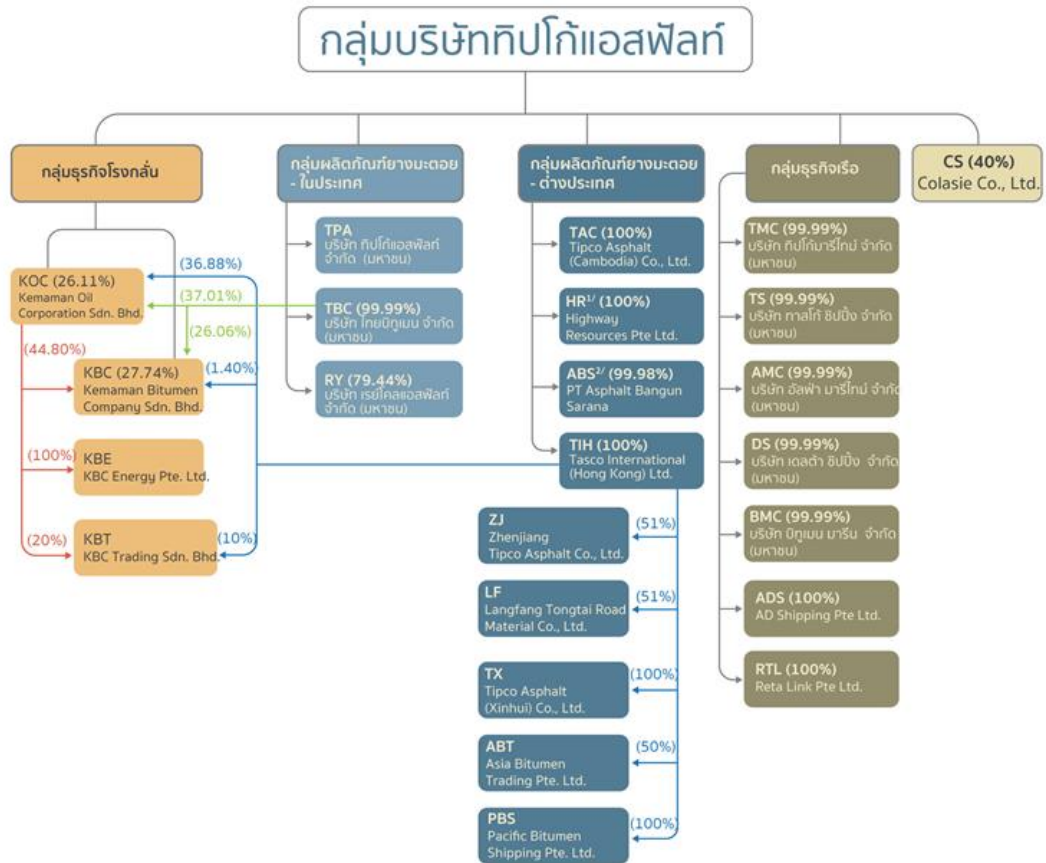 กลุ่มบริษัททิปโก้แอสฟัลท์
กลุ่มธุรกิจโรงกลั่น
กลุ่มผลิตภัณฑ์ยางมะตอย
- ในประเทศ
กลุ่มผลิตภัณฑ์ยางมะตอย
- ต่างประเทศ
กลุ่มธุรกิจเรือ
CS (40%)
Colasie Co., Ltd.
KOC (26.11%)
Kemaman Oil
Corporation Sdn. Bhd.
(36.88%)
(37.01%)
(26.06%)
(44.80%)
KBC (27.74%)
Kemaman Bitumen
Company Sdn. Bhd.
(1.40%)
(100%)
KBE
KBC Energy Pte. Ltd.
(20%)
KBT
KBC Trading Sdn. Bhd.
(10%)
TPA
บริษัท ทิปโก้แอสฟัลท์
จำกัด (มหาชน)
TBC (99.99%)
บริษัท ไทยบิทูเมน จำกัด
(มหาชน)
RY (79.44%)
บริษัท เรย์โคลแอสฟัลท์
จำกัด (มหาชน)
TAC (100%)
Tipco Asphalt
(Cambodia) Co., Ltd.
HR1/ (100%)
Highway
Resources Pte Ltd.
ABS2/ (99.98%)
PT Asphalt Bangun
Sarana
TIH (100%)
Tasco International
(Hong Kong) Ltd.
ZJ
Zhenjiang
Tipco Asphalt Co., Ltd.
(51%)
LF
Langfang Tongtai Road
Material Co., Ltd.
(51%)
TX
Tipco Asphalt
(Xinhui) Co., Ltd.
(100%)
ABT
Asia Bitumen
Trading Pte. Ltd.
(50%)
PBS
Pacific Bitumen
Shipping Pte. Ltd.
(100%)
TMC (99.99%)
บริษัท ทิปโก้มารีไทม์ จำกัด
(มหาชน)
TS (99.99%)
บริษัท ทาสโก้ ชิปปิ้ง จำกัด
(มหาชน)
AMC (99.99%)
บริษัท อัลฟ่า มารีไทม์ จำกัด
(มหาชน)
DS (99.99%)
บริษัท เดลต้า ชิปปิ้ง จำกัด
(มหาชน)
BMC (99.99%)
บริษัท บิทูเมน มารีน จำกัด
(มหาชน)
ADS (100%)
AD Shipping Pte Ltd.
RTL (100%)
Reta Link Pte Ltd.